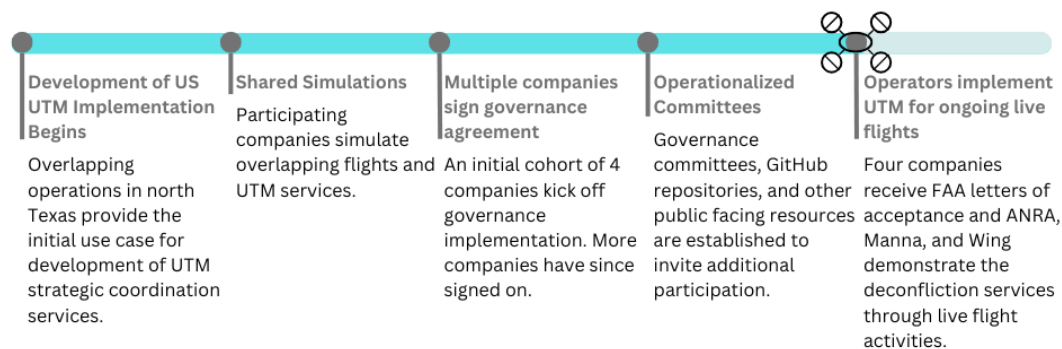 Development of US
UTM Implementation
Begins
Overlapping
operations in north
Texas provide the
initial use case for
development of UTM
strategic coordination
services.
Shared Simulations
Participating
companies simulate
overlapping flights and
UTM services.
Multiple companies
sign governance
agreement
An initial cohort of 4
companies kick off
governance
implementation. More
companies have since
signed on.
Operationalized
Committees
Governance
committees, GitHub
repositories, and other
public facing resources
are established to
invite additional
participation.
Operators implement
UTM for ongoing live
flights
Four companies
receive FAA letters of
acceptance and ANRA,
Manna, and Wing
demonstrate the
deconfliction services
through live flight
activities.